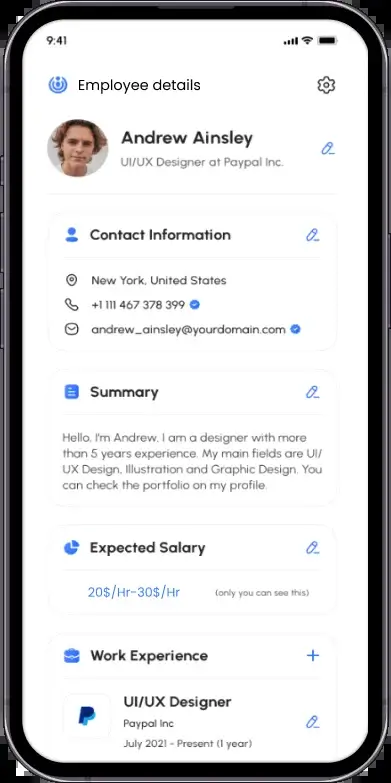 9:41
Employee details
Andrew Ainsley
UI/UX Designer at Paypal Inc.
Contact Information
New York, United States
+1 111 467 378 399
andrew_ainsley@yourdomain.com
Summary
Hello, I'm Andrew. I am a designer with more
than 5 years experience. My main fields are UI/
UX Design, Illustration and Graphic Design. You
can check the portfolio on my profile.
Expected Salary
20$/Hr-30$/Hr (only you can see this)
Work Experience
UI/UX Designer
Paypal Inc
July 2021 - Present (1 year)